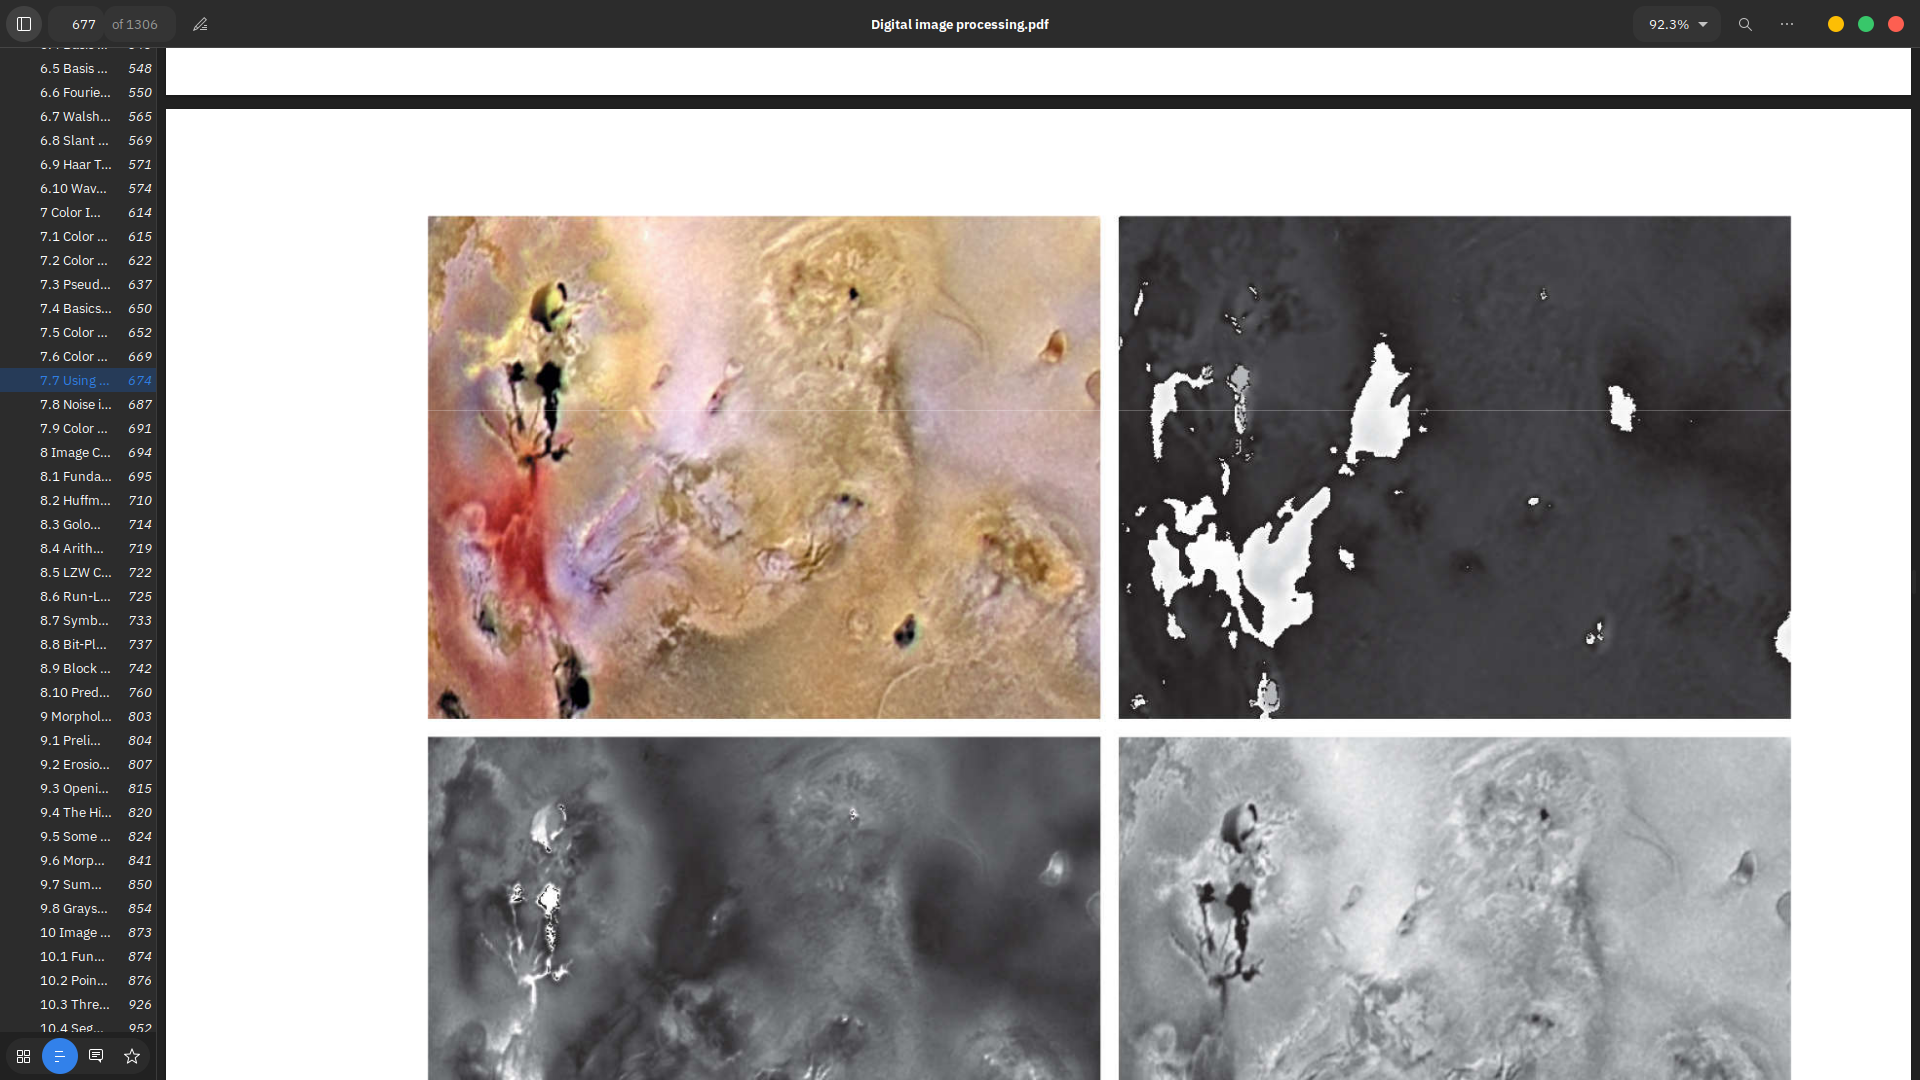 677 of 1306
Digital image processing.pdf
92.3%
6.5 Basis ... 548
6.6 Fourie... 550
6.7 Walsh... 565
6.8 Slant ... 569
6.9 Haar T... 571
6.10 Wav... 574
7 Color I... 614
7.1 Color ... 615
7.2 Color ... 622
7.3 Pseud... 637
7.4 Basics... 650
7.5 Color ... 652
7.6 Color ... 669
7.7 Using ... 674
7.8 Noise i... 687
7.9 Color ... 691
8 Image C... 694
8.1 Funda... 695
8.2 Huffm... 710
8.3 Golo... 714
8.4 Arith... 719
8.5 LZW C... 722
8.6 Run-L... 725
8.7 Symb... 733
8.8 Bit-Pl... 737
8.9 Block ... 742
8.10 Pred... 760
9 Morphol... 803
9.1 Preli... 804
9.2 Erosio... 807
9.3 Openi... 815
9.4 The Hi... 820
9.5 Some ... 824
9.6 Morp... 841
9.7 Sum... 850
9.8 Grays... 854
10 Image ... 873
10.1 Fun... 874
10.2 Poin... 876
10.3 Thre... 926
10.4 Seg... 952